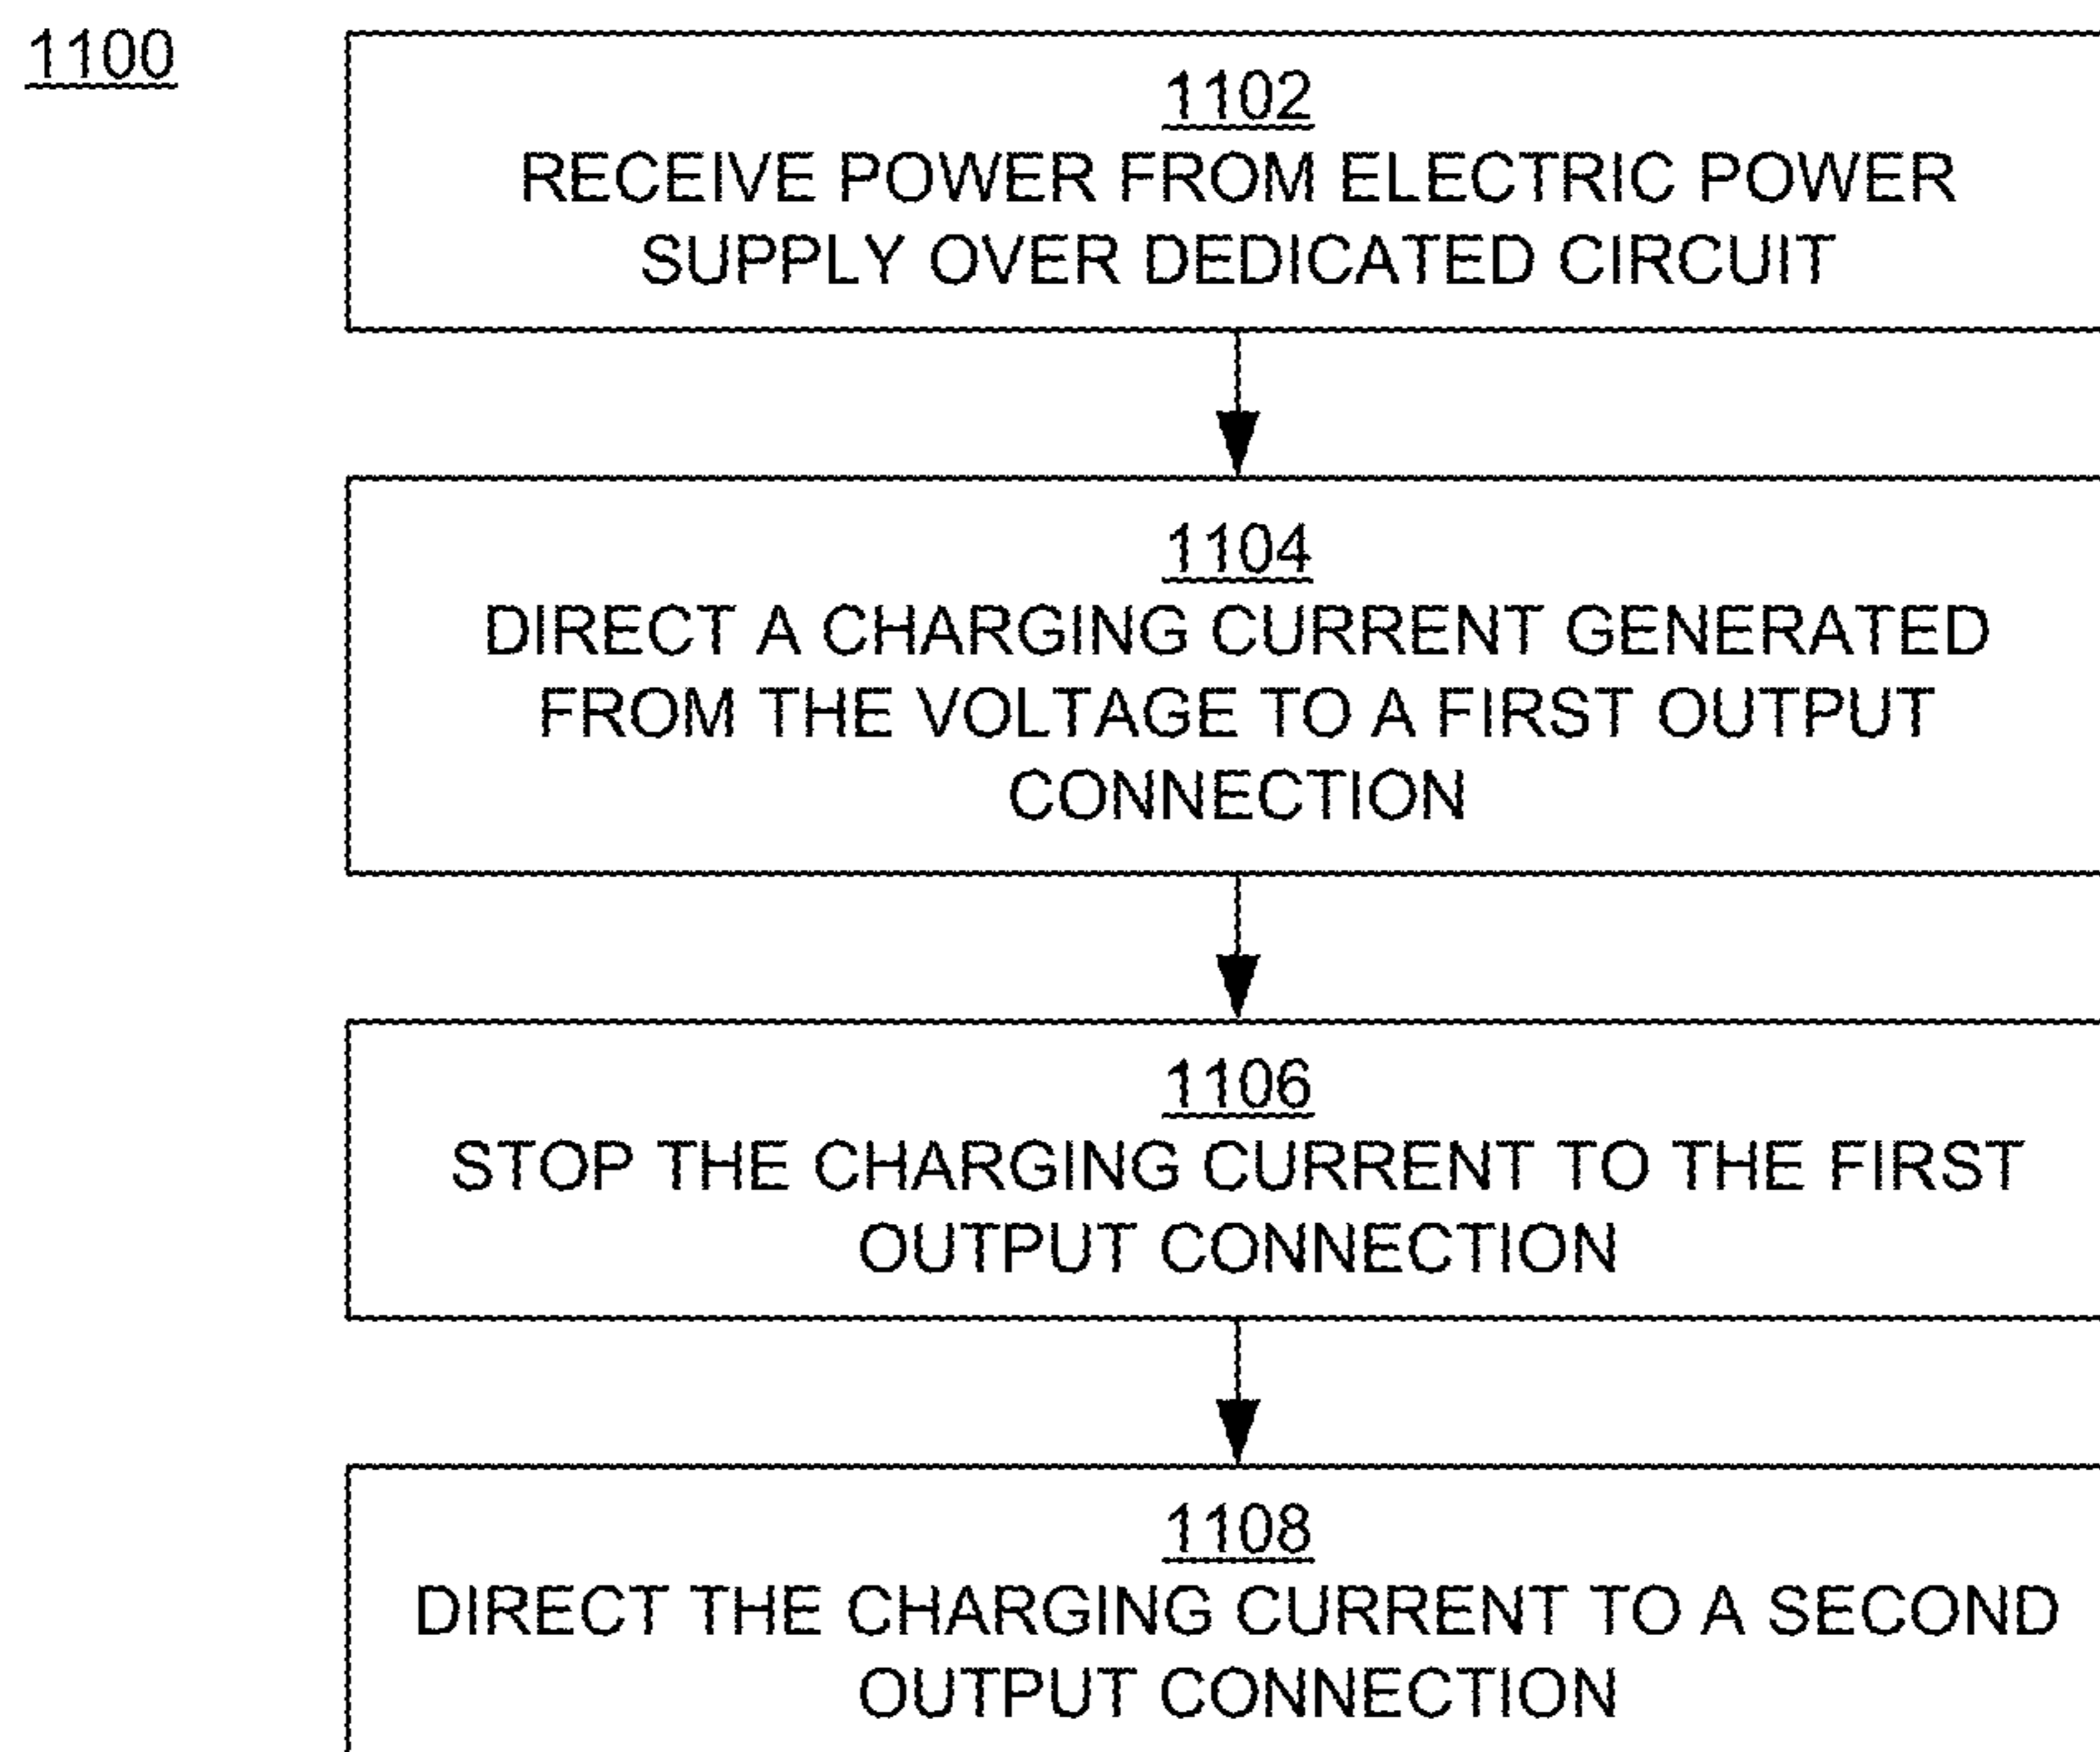 1100
1102
RECEIVE POWER FROM ELECTRIC POWER
SUPPLY OVER DEDICATED CIRCUIT
1104
DIRECT A CHARGING CURRENT GENERATED
FROM THE VOLTAGE TO A FIRST OUTPUT
CONNECTION
1106
STOP THE CHARGING CURRENT TO THE FIRST
OUTPUT CONNECTION
1108
DIRECT THE CHARGING CURRENT TO A SECOND
OUTPUT CONNECTION